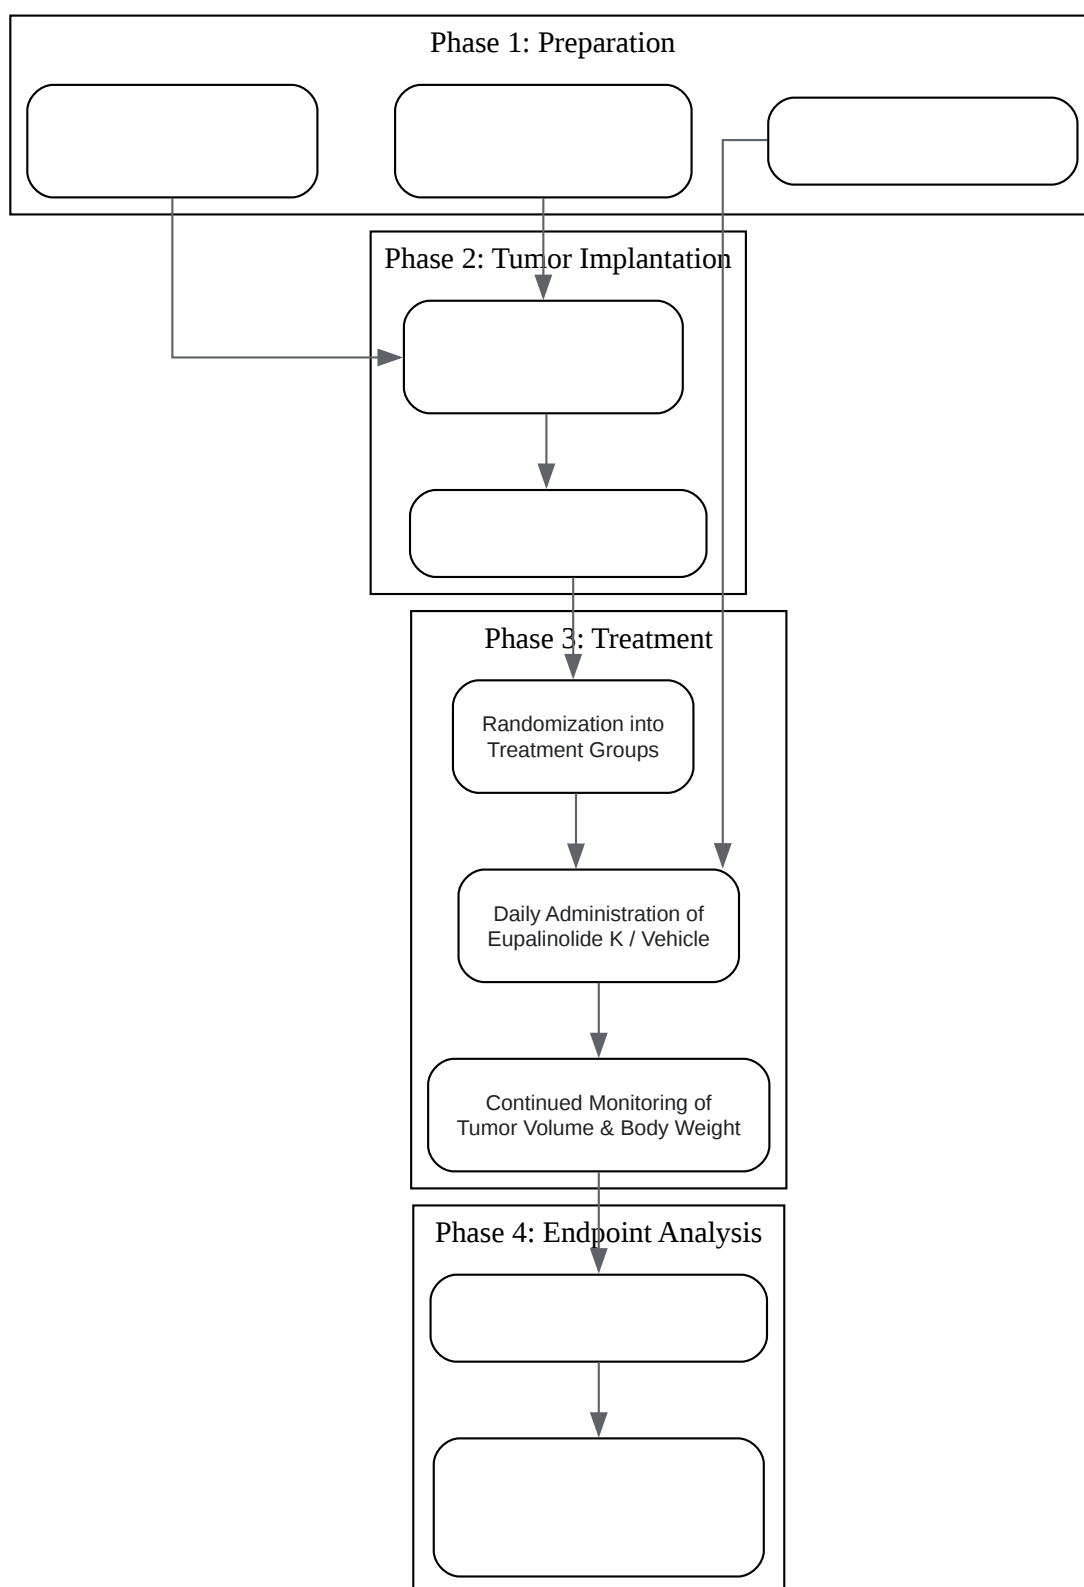 Phase 1: Preparation
Phase 2: Tumor Implantation
Phase 3: Treatment
Randomization into
Treatment Groups
Daily Administration of
Eupalinolide K / Vehicle
Continued Monitoring of
Tumor Volume & Body Weight
Phase 4: Endpoint Analysis